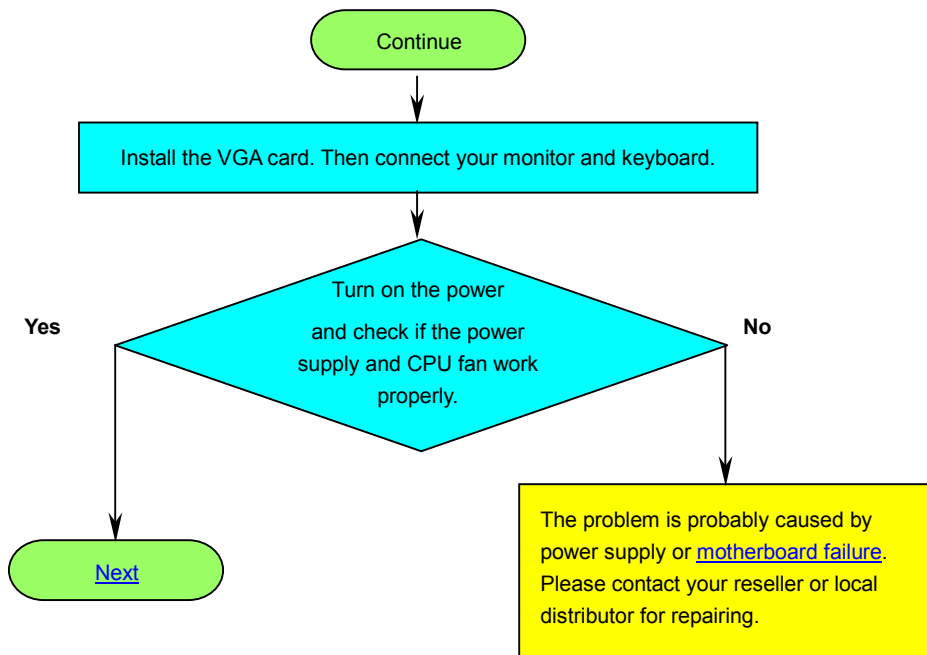 Continue
Install the VGA card. Then connect your monitor and keyboard.
Turn on the power
and check if the power
supply and CPU fan work
properly.
Yes
No
Next
The problem is probably caused by
power supply or motherboard failure.
Please contact your reseller or local
distributor for repairing.